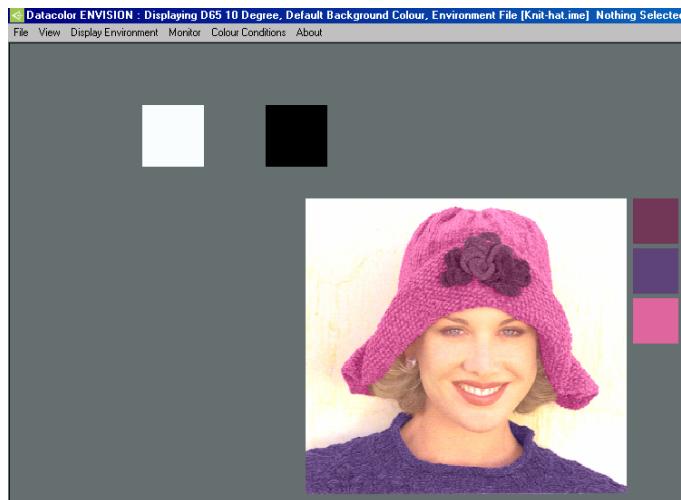 Datacolor ENVISION : Displaying D65 10 Degree, Default Background Colour, Environment File [Knit-hat.ime] Nothing Selected
File View Display Environment Monitor Colour Conditions About